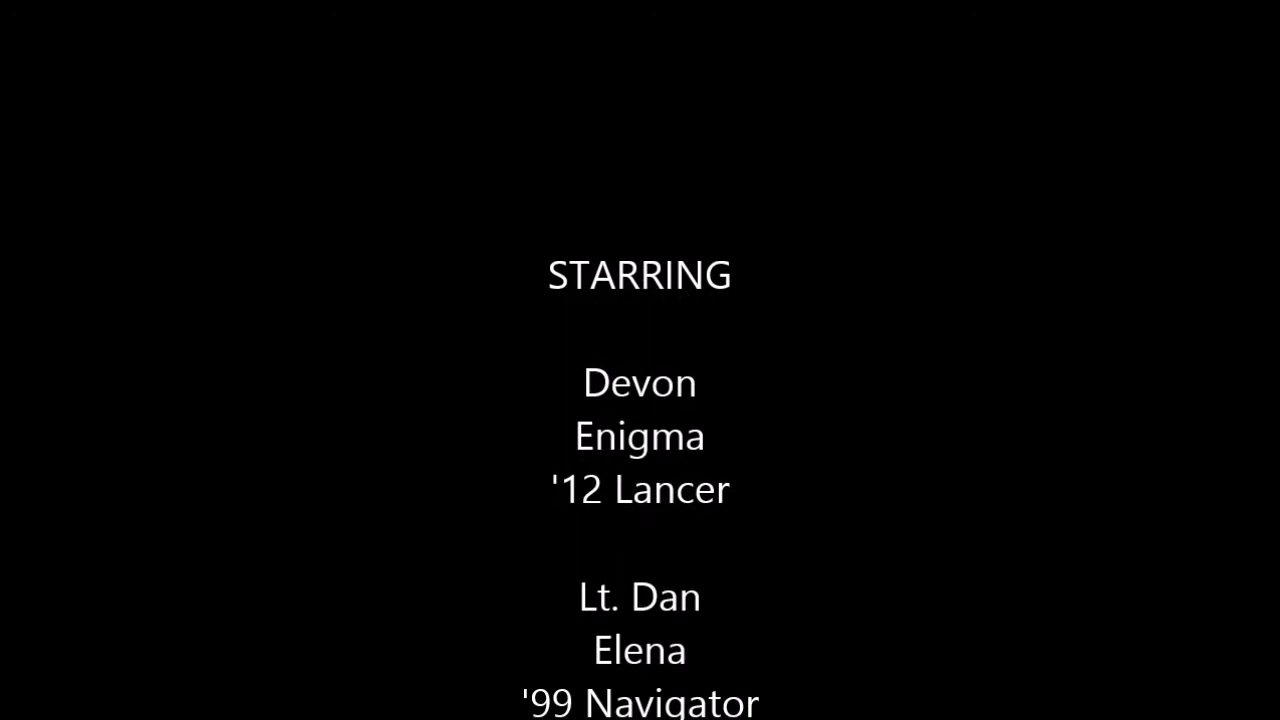 STARRING
Devon
Enigma
'12 Lancer
Lt. Dan
Elena
'99 Navigator